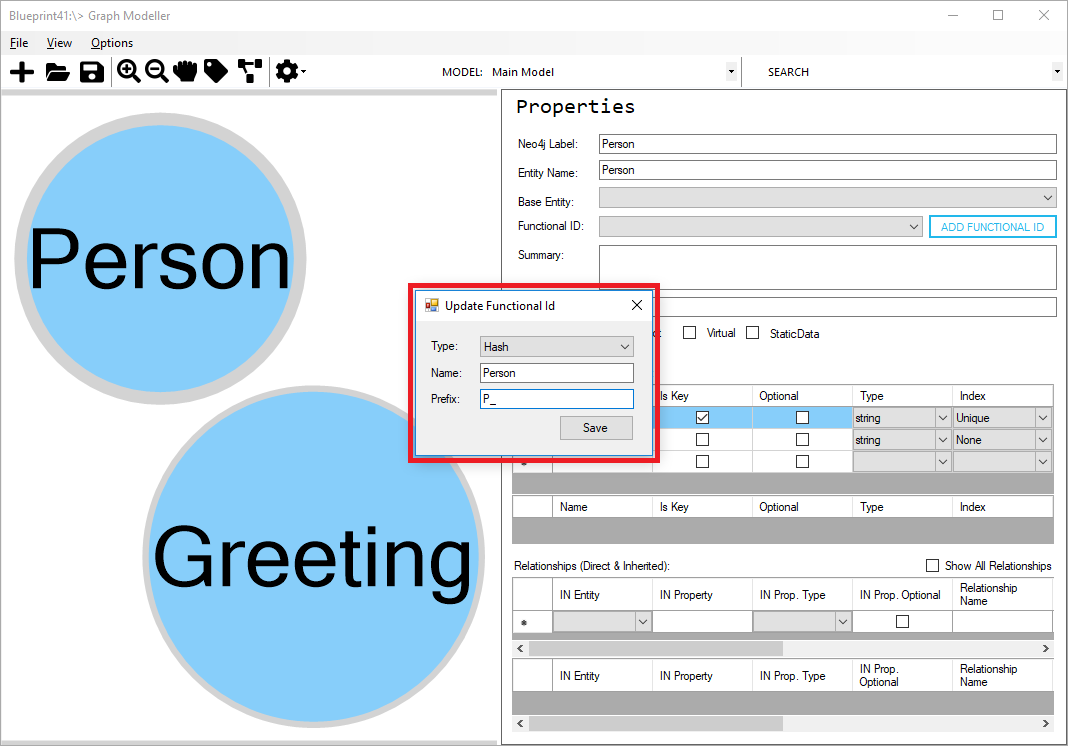 Blueprint41:\> Graph Modeller
File View Options
MODEL: Main Model SEARCH
Person
Greeting
Properties
Neo4j Label: Person
Entity Name: Person
Base Entity:
Functional ID: ADD FUNCTIONAL ID
Summary:
Virtual StaticData
Update Functional Id
Type: Hash
Name: Person
Prefix: P_
Save
Is Key Optional Type Index
string Unique
string None
Name Is Key Optional Type Index
Relationships (Direct & Inherited): Show All Relationships
IN Entity IN Property IN Prop. Type IN Prop. Optional Relationship
Name
IN Entity IN Property IN Prop. Type IN Prop. Relationship
Optional Name